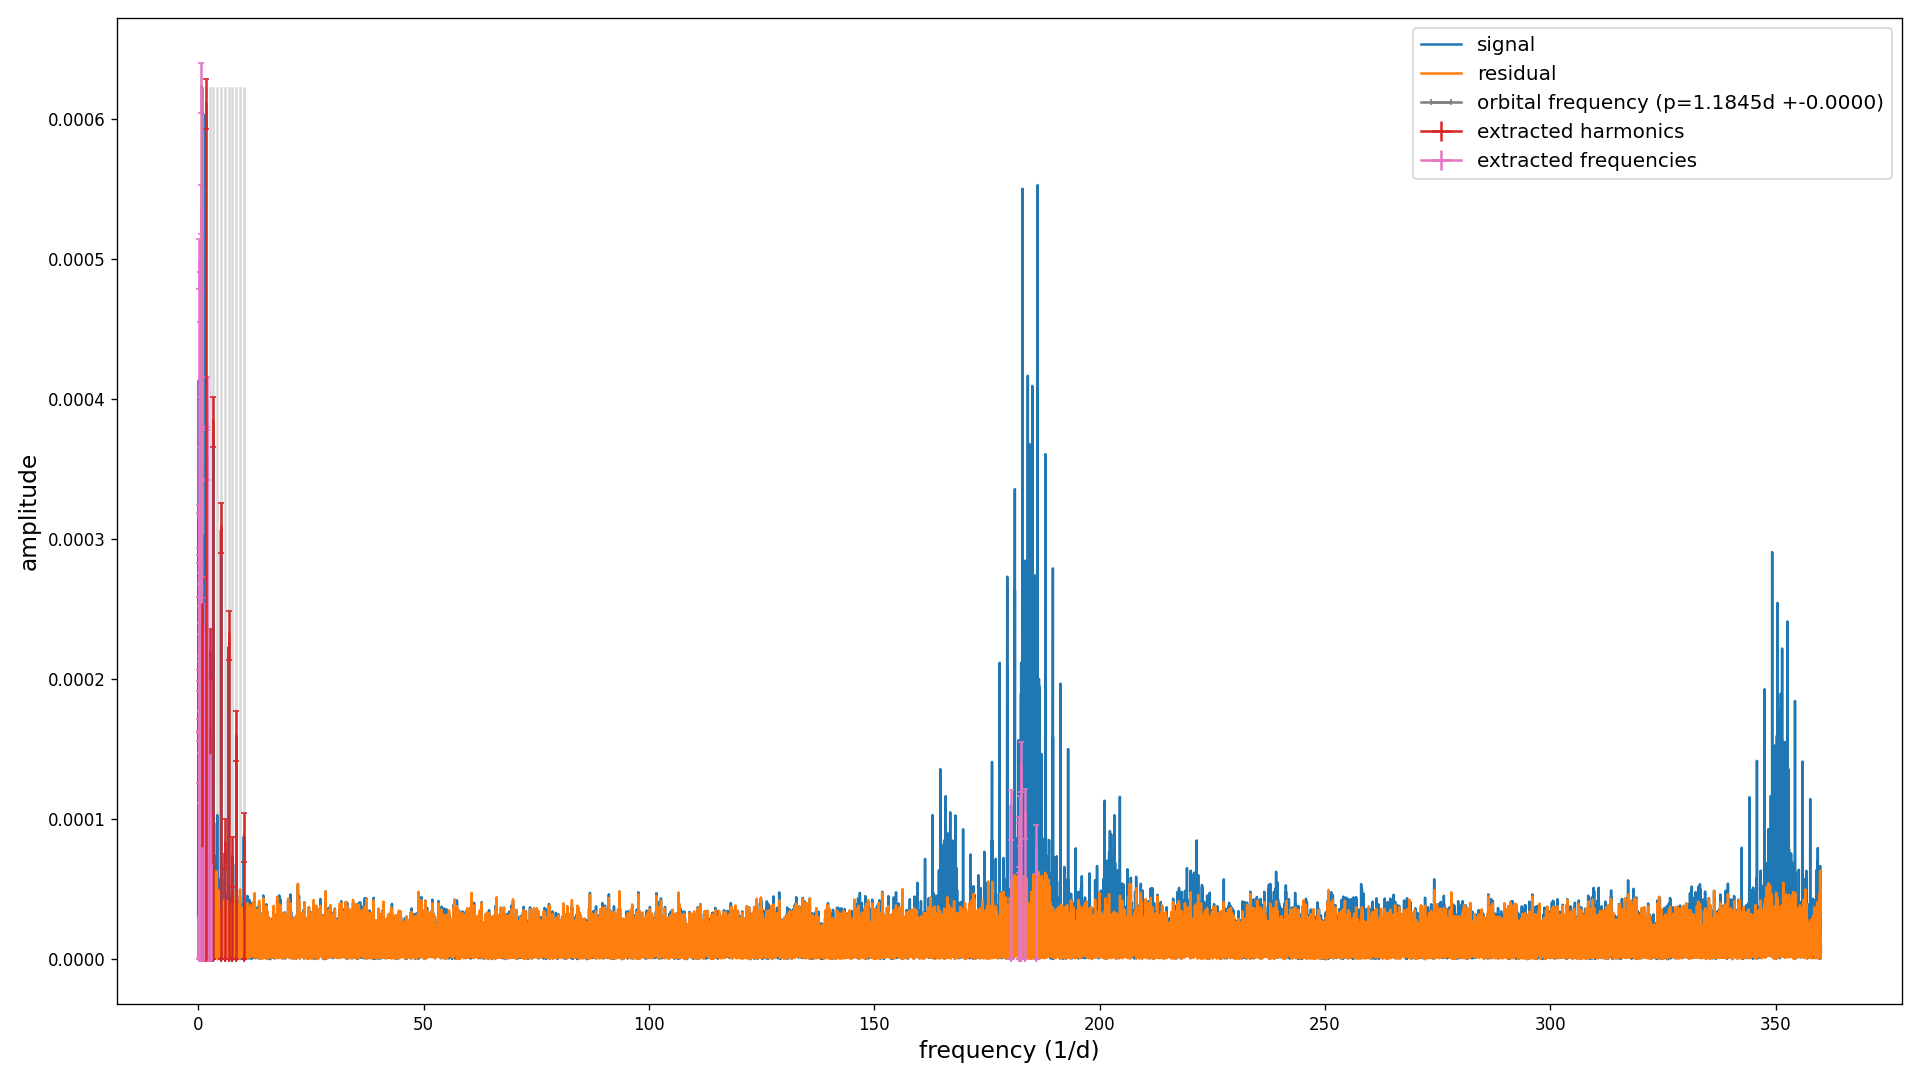 signal
residual
orbital frequency (p=1.1845d +-0.0000)
extracted harmonics
extracted frequencies
0.0006
0.0005
0.0004
0.0003
0.0002
0.0001
0.0000
amplitude
0 50 100 150 200 250 300 350
frequency (1/d)